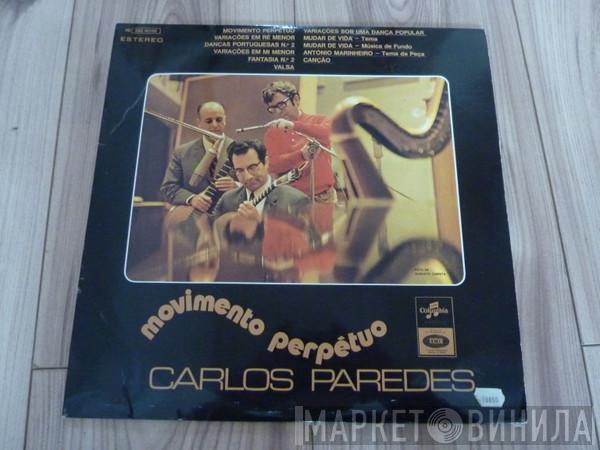 ESTEREO
MOVIMENTO PERPÉTUO
VARIAÇÕES EM RÉ MENOR
DANÇAS PORTUGUESAS N.º 2
VARIAÇÕES EM MI MENOR
FANTASIA N.º 2
VALSA
VARIAÇÕES SOB UMA DANÇA POPULAR
MUDAR DE VIDA - Tema
MUDAR DE VIDA - Música de Fundo
ANTÓNIO MARINHEIRO - Tema da Peça
CANÇÃO
movimento perpétuo
Columbia
EMI
CARLOS PAREDES
МАРКЕТ ВИНИЛА